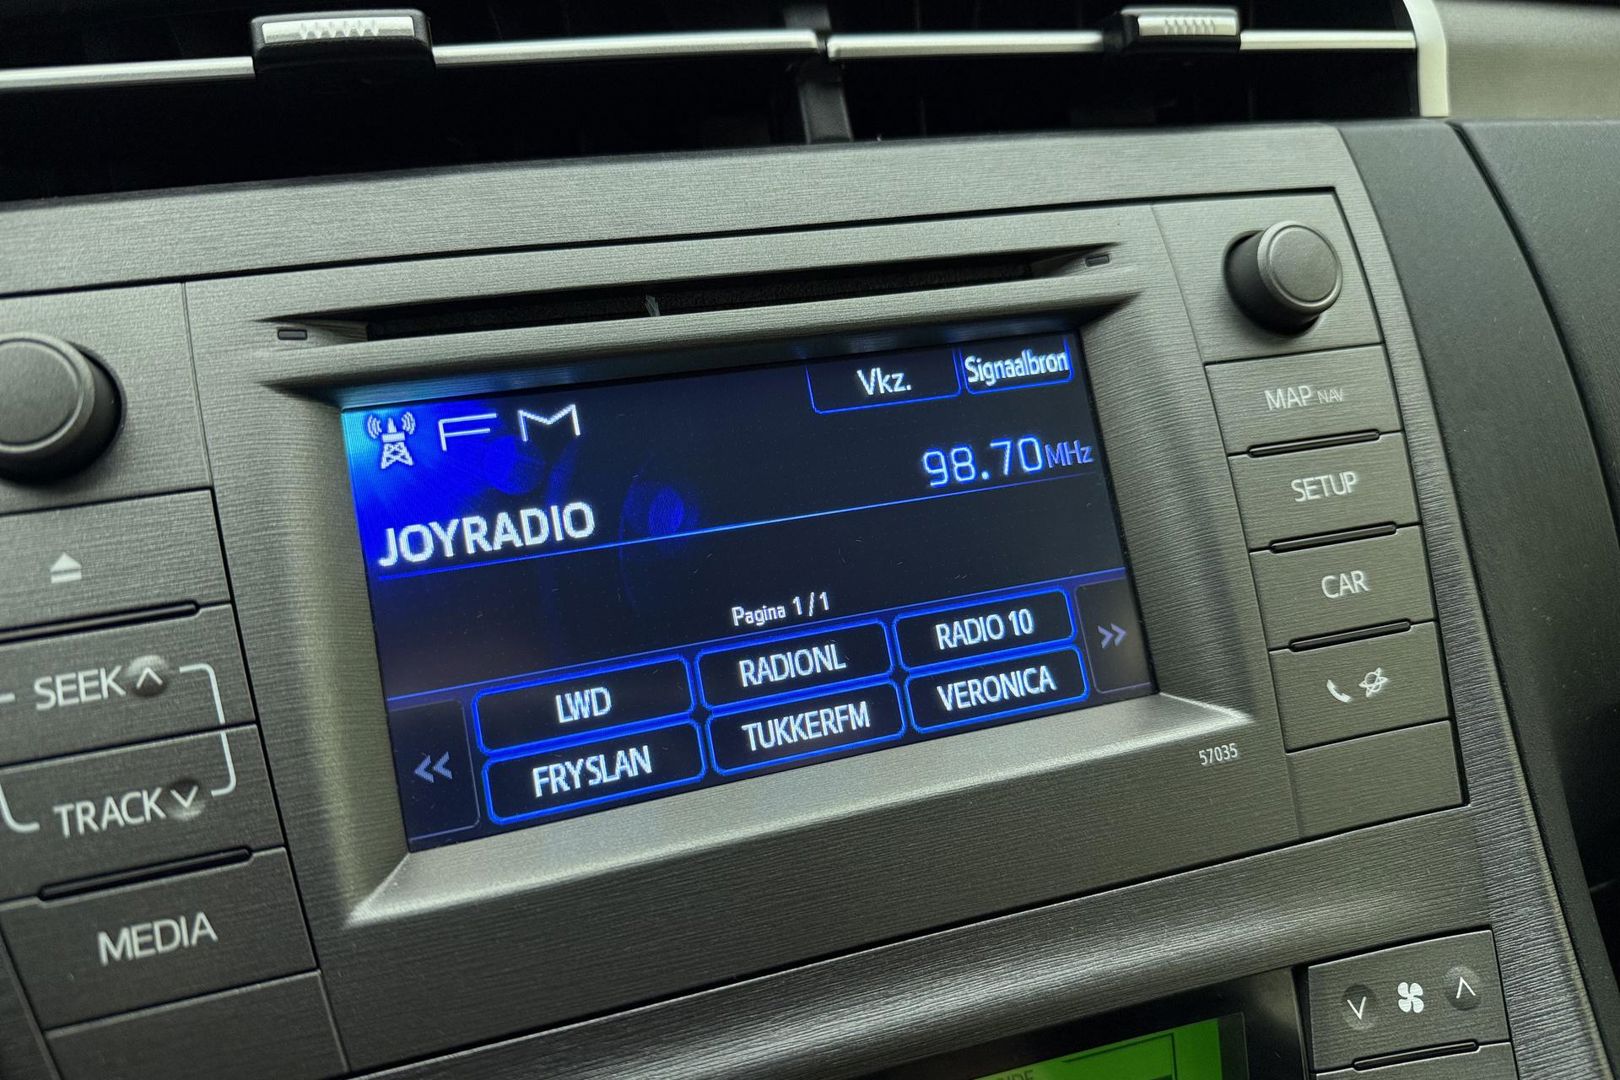 Vkz. Signaalbron
FM
98.70MHz
JOYRADIO
Pagina 1/1
LWD RADIONL RADIO 10
FRYSLAN TUKKERFM VERONICA
SEEK
TRACK
MEDIA
MAP NAV
SETUP
CAR
57035